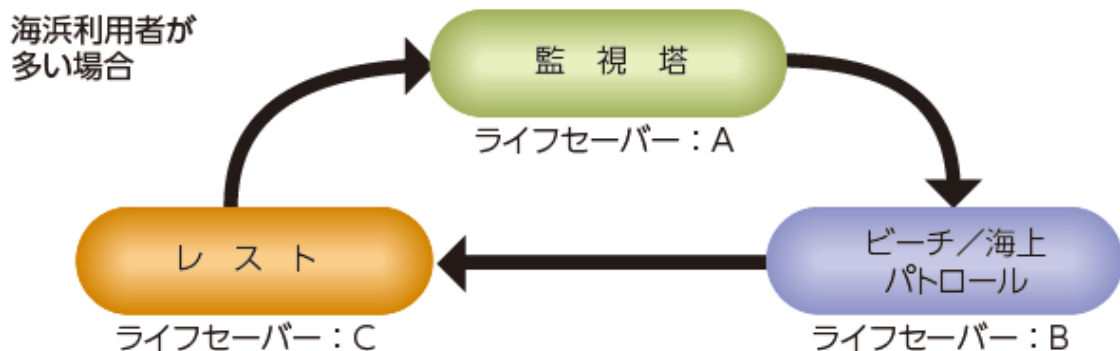 海浜利用者が
多い場合
監視塔
ライフセーバー：A
レスト
ライフセーバー：C
ビーチ／海上
パトロール
ライフセーバー：B